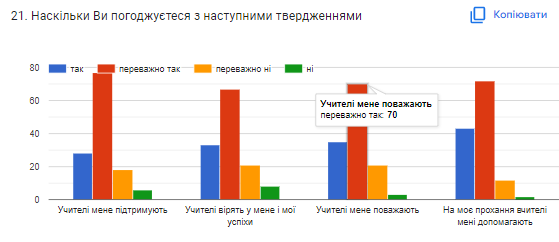 21. Наскільки Ви погоджуєтеся з наступними твердженнями
Копіювати
так переважно так переважно ні ні
80
60
40
20
0
Учителі мене поважають
переважно так: 70
Учителі мене підтримують
Учителі вірять у мене і мої успіхи
Учителі мене поважають
На моє прохання вчителі мені допомагають